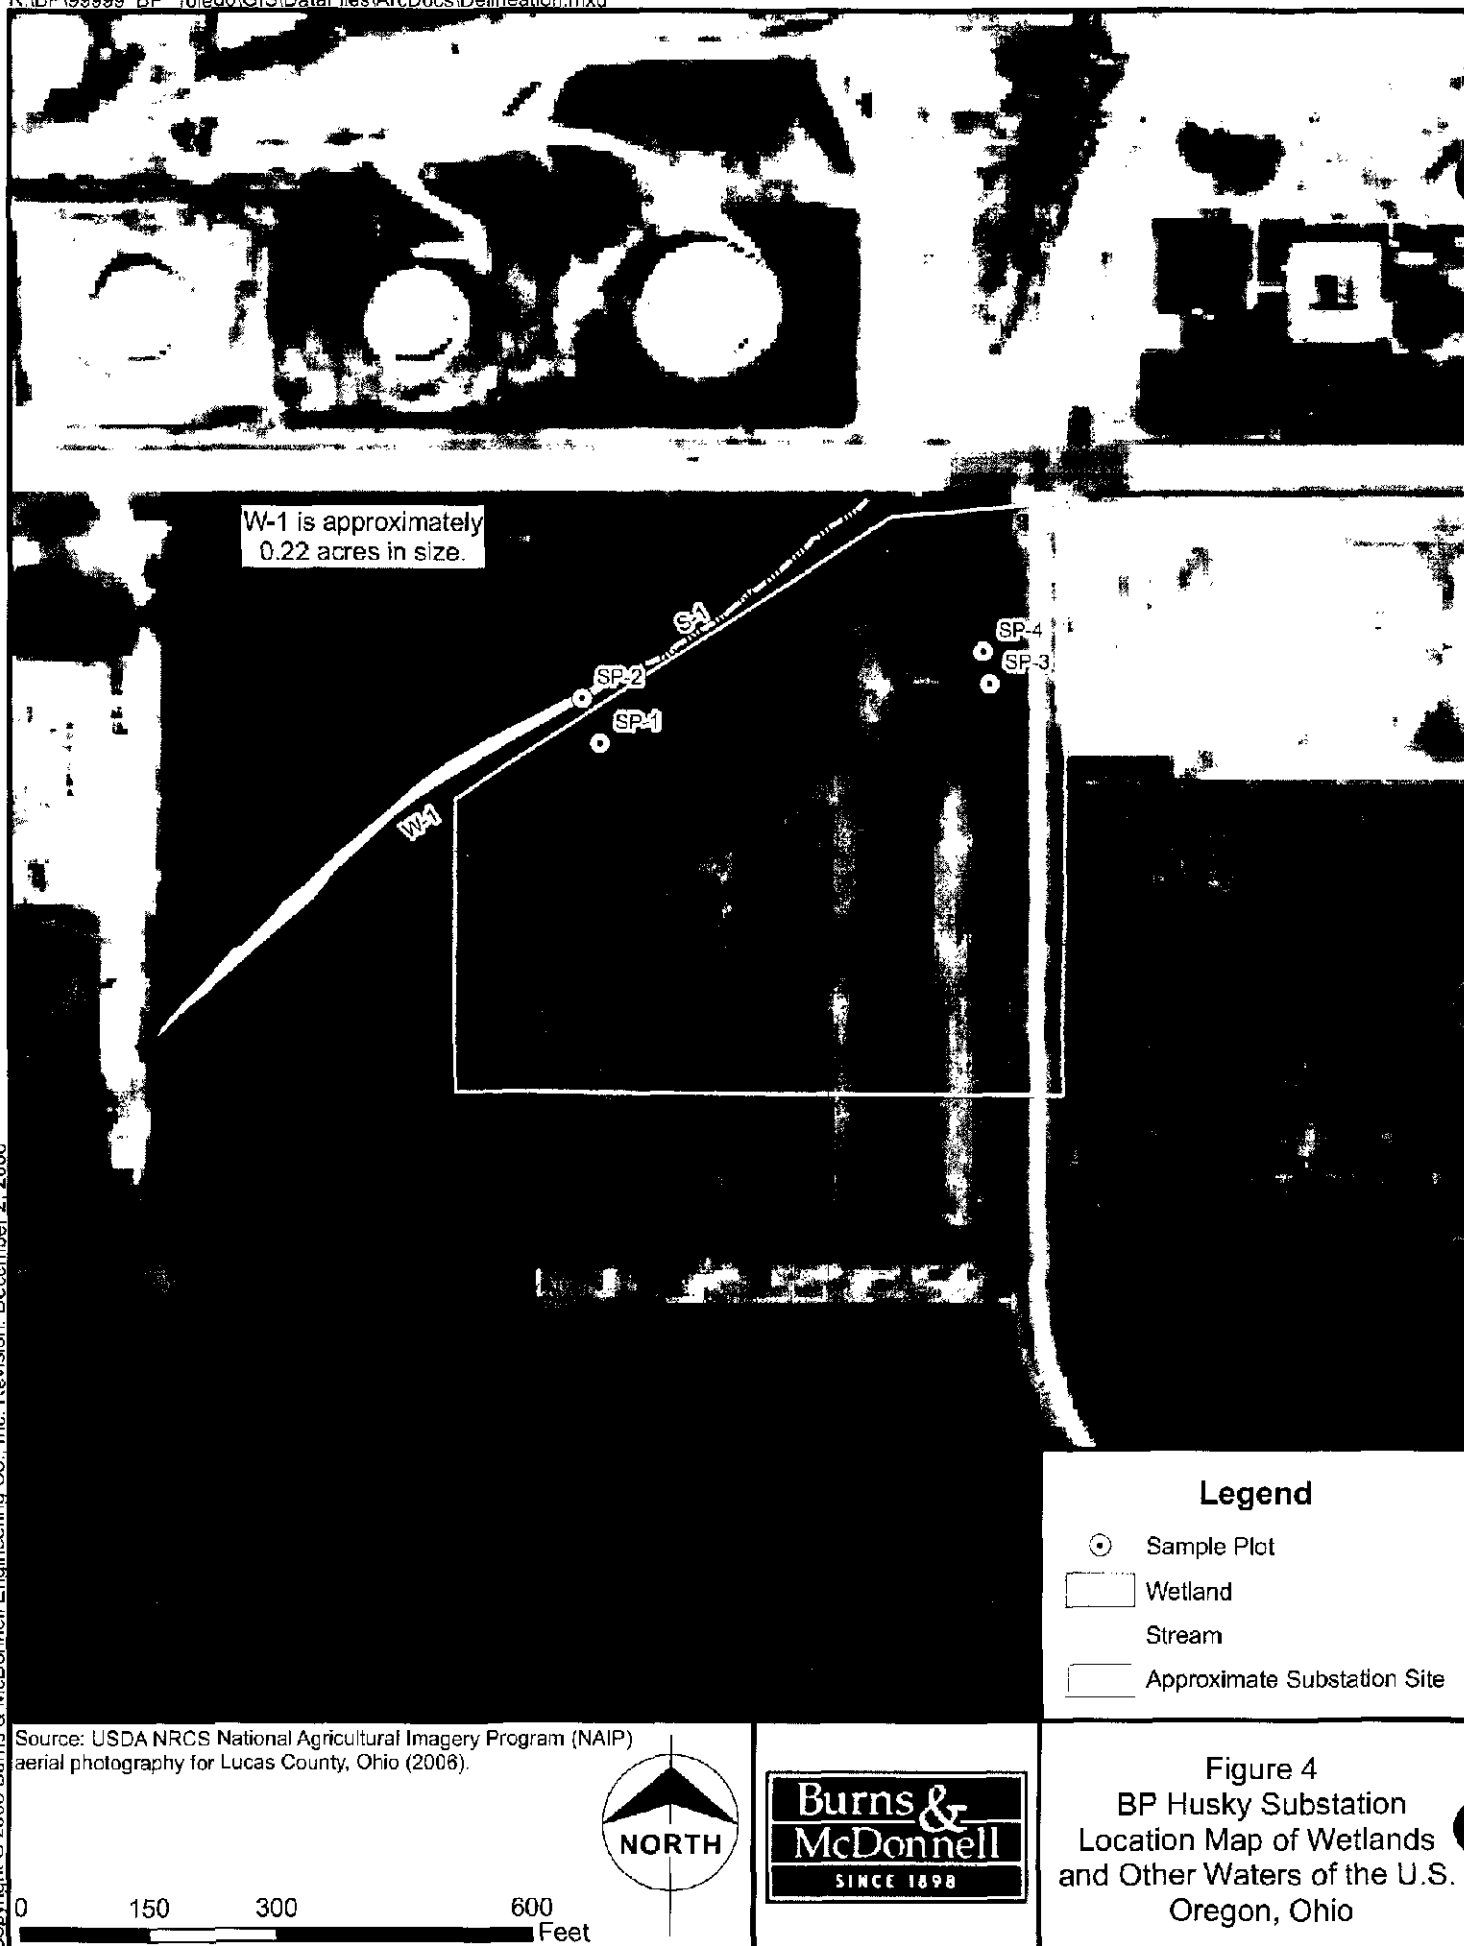 W-1 is approximately
0.22 acres in size.
S-1
SP-4
SP-3
SP-2
SP-1
W-1
Legend
Sample Plot
Wetland
Stream
Approximate Substation Site
Source: USDA NRCS National Agricultural Imagery Program (NAIP)
aerial photography for Lucas County, Ohio (2006).
NORTH
0 150 300 600
Feet
Burns &
McDonnell
SINCE 1898
Figure 4
BP Husky Substation
Location Map of Wetlands
and Other Waters of the U.S.
Oregon, Ohio